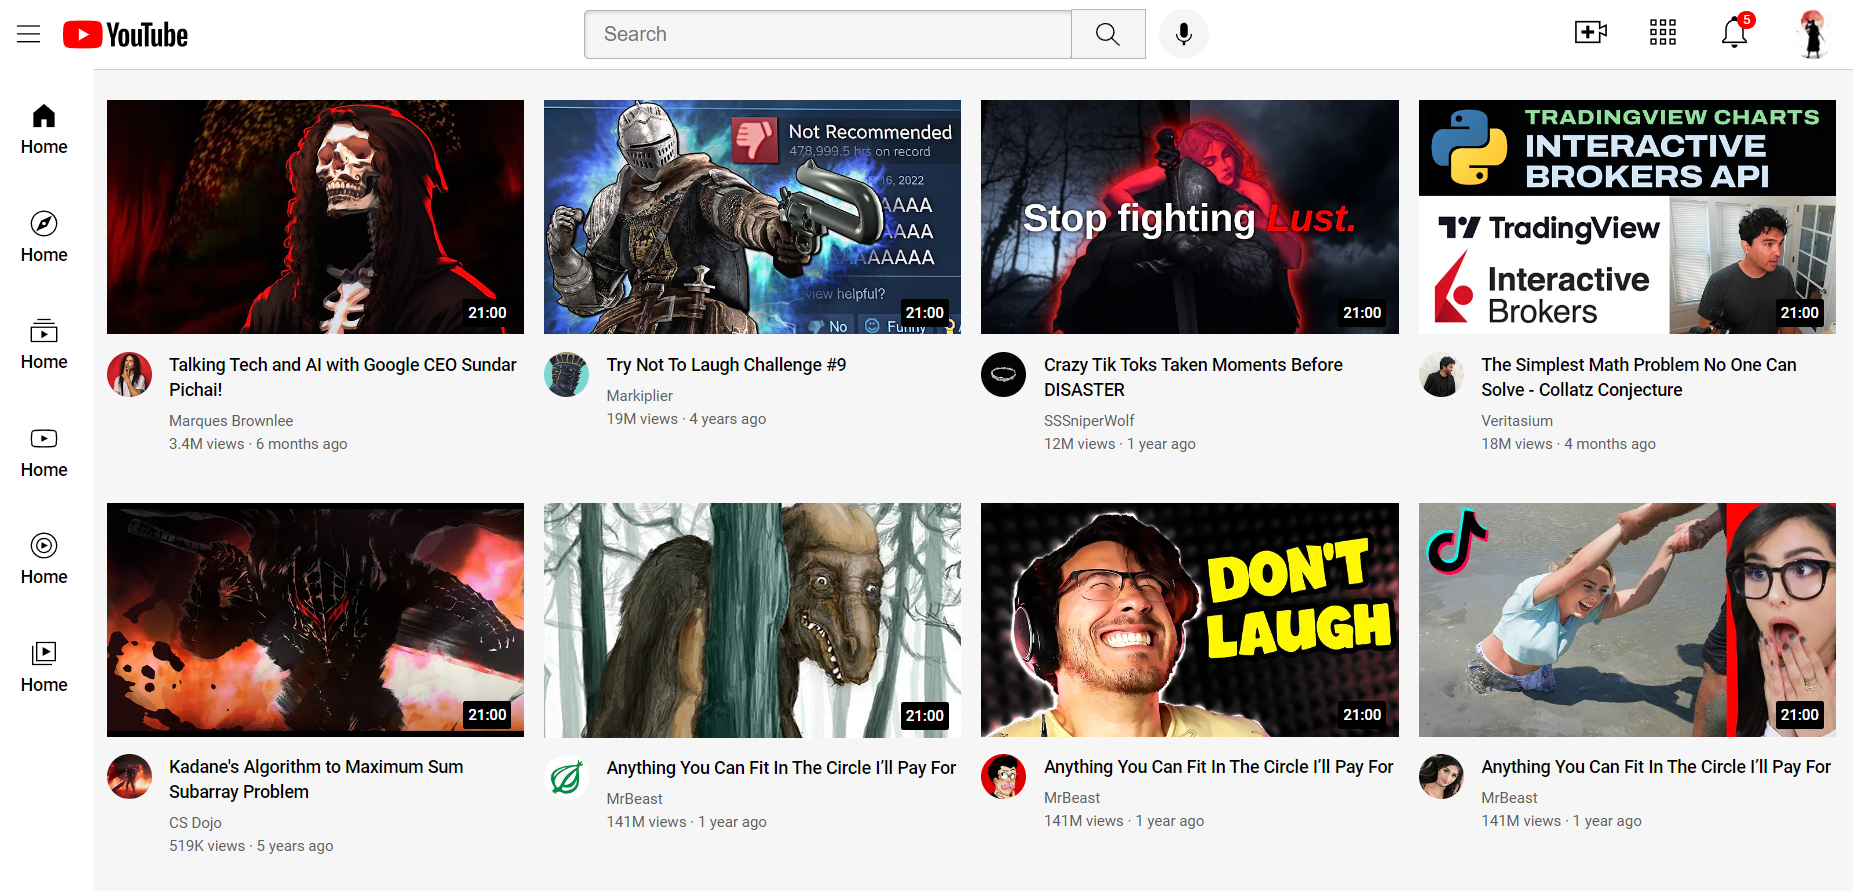 YouTube
Search
5
Home
Home
Home
Home
Home
Home
21:00
Talking Tech and AI with Google CEO Sundar
Pichai!
Marques Brownlee
3.4M views · 6 months ago
Not Recommended
478,999.5 hrs on record
16, 2022
AAAA
AAAA
AAAAAAA
view helpful?
No
Funny
21:00
Try Not To Laugh Challenge #9
Markiplier
19M views · 4 years ago
Stop fighting Lust.
21:00
Crazy Tik Toks Taken Moments Before
DISASTER
SSSniperWolf
12M views · 1 year ago
TRADINGVIEW CHARTS
INTERACTIVE
BROKERS API
TradingView
Interactive
Brokers
21:00
The Simplest Math Problem No One Can
Solve - Collatz Conjecture
Veritasium
18M views · 4 months ago
21:00
Kadane's Algorithm to Maximum Sum
Subarray Problem
CS Dojo
519K views · 5 years ago
21:00
Anything You Can Fit In The Circle I’ll Pay For
MrBeast
141M views · 1 year ago
DON'T
LAUGH
21:00
Anything You Can Fit In The Circle I’ll Pay For
MrBeast
141M views · 1 year ago
21:00
Anything You Can Fit In The Circle I’ll Pay For
MrBeast
141M views · 1 year ago